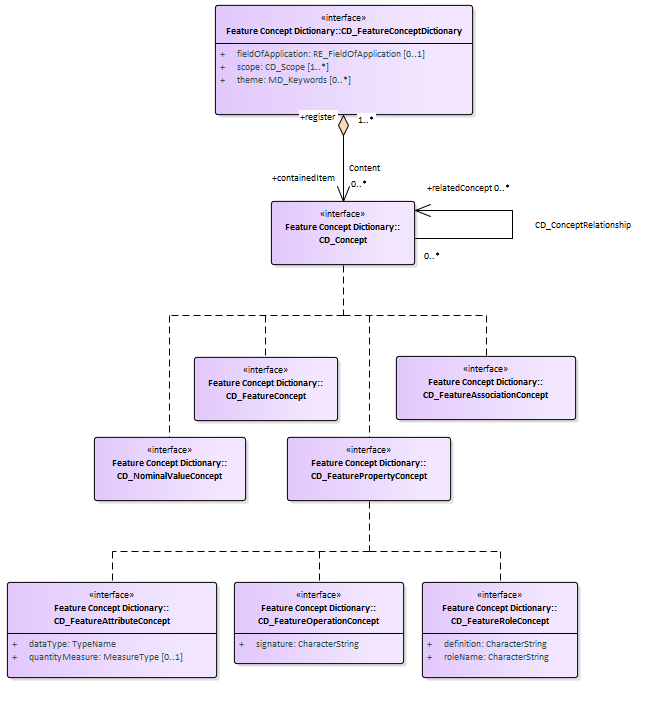 «interface»
Feature Concept Dictionary::CD_FeatureConceptDictionary
+ fieldOfApplication: RE_FieldOfApplication [0..1]
+ scope: CD_Scope [1..*]
+ theme: MD_Keywords [0..*]
+register
1..*
Content
+containedItem
0..*
+relatedConcept 0..*
«interface»
Feature Concept Dictionary::
CD_Concept
CD_ConceptRelationship
0..*
«interface»
Feature Concept Dictionary::
CD_FeatureConcept
«interface»
Feature Concept Dictionary::
CD_FeatureAssociationConcept
«interface»
Feature Concept Dictionary::
CD_NominalValueConcept
«interface»
Feature Concept Dictionary::
CD_FeaturePropertyConcept
«interface»
Feature Concept Dictionary::
CD_FeatureAttributeConcept
+ dataType: TypeName
+ quantityMeasure: MeasureType [0..1]
«interface»
Feature Concept Dictionary::
CD_FeatureOperationConcept
+ signature: CharacterString
«interface»
Feature Concept Dictionary::
CD_FeatureRoleConcept
+ definition: CharacterString
+ roleName: CharacterString